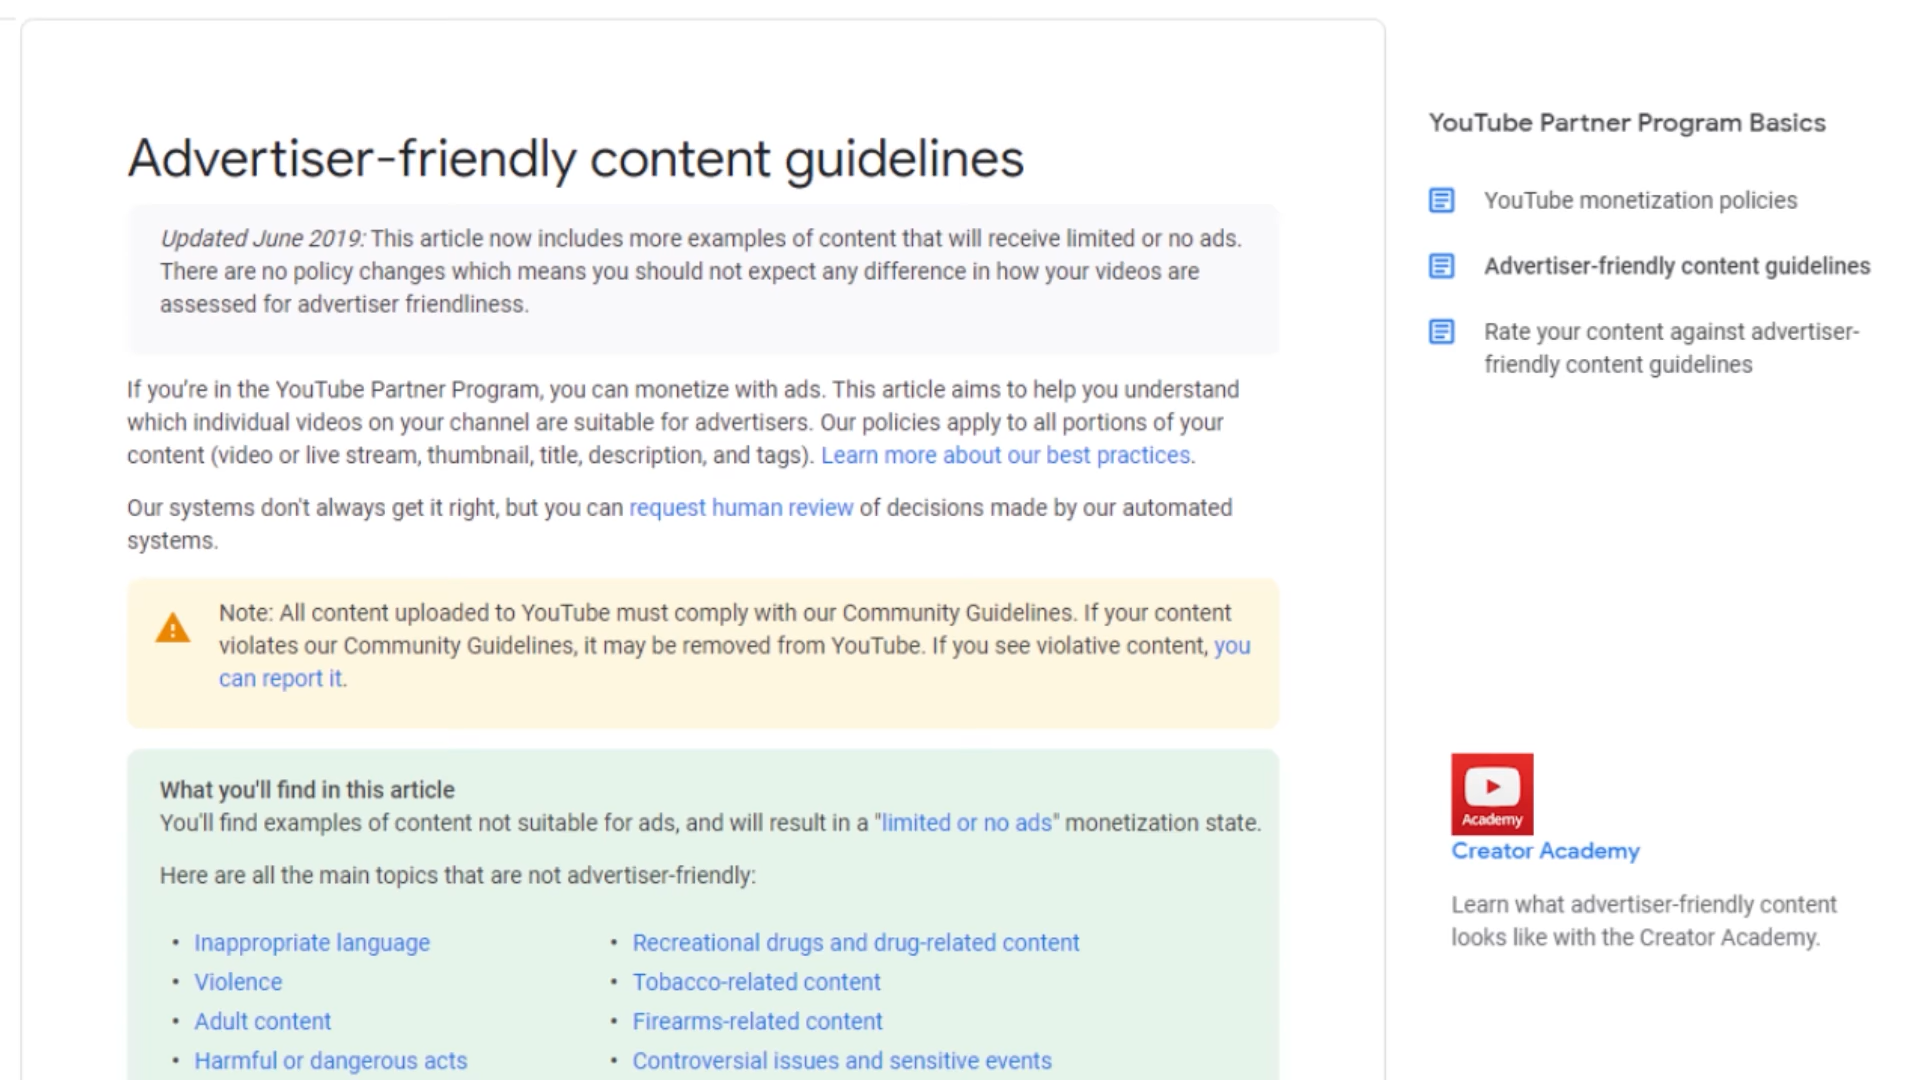 Advertiser-friendly content guidelines
Updated June 2019: This article now includes more examples of content that will receive limited or no ads.
There are no policy changes which means you should not expect any difference in how your videos are
assessed for advertiser friendliness.
If you’re in the YouTube Partner Program, you can monetize with ads. This article aims to help you understand
which individual videos on your channel are suitable for advertisers. Our policies apply to all portions of your
content (video or live stream, thumbnail, title, description, and tags). Learn more about our best practices.
Our systems don't always get it right, but you can request human review of decisions made by our automated
systems.
Note: All content uploaded to YouTube must comply with our Community Guidelines. If your content
violates our Community Guidelines, it may be removed from YouTube. If you see violative content, you
can report it.
What you'll find in this article
You'll find examples of content not suitable for ads, and will result in a "limited or no ads" monetization state.
Here are all the main topics that are not advertiser-friendly:
• Inappropriate language
• Violence
• Adult content
• Harmful or dangerous acts
• Recreational drugs and drug-related content
• Tobacco-related content
• Firearms-related content
• Controversial issues and sensitive events
YouTube Partner Program Basics
YouTube monetization policies
Advertiser-friendly content guidelines
Rate your content against advertiser-
friendly content guidelines
Academy
Creator Academy
Learn what advertiser-friendly content
looks like with the Creator Academy.